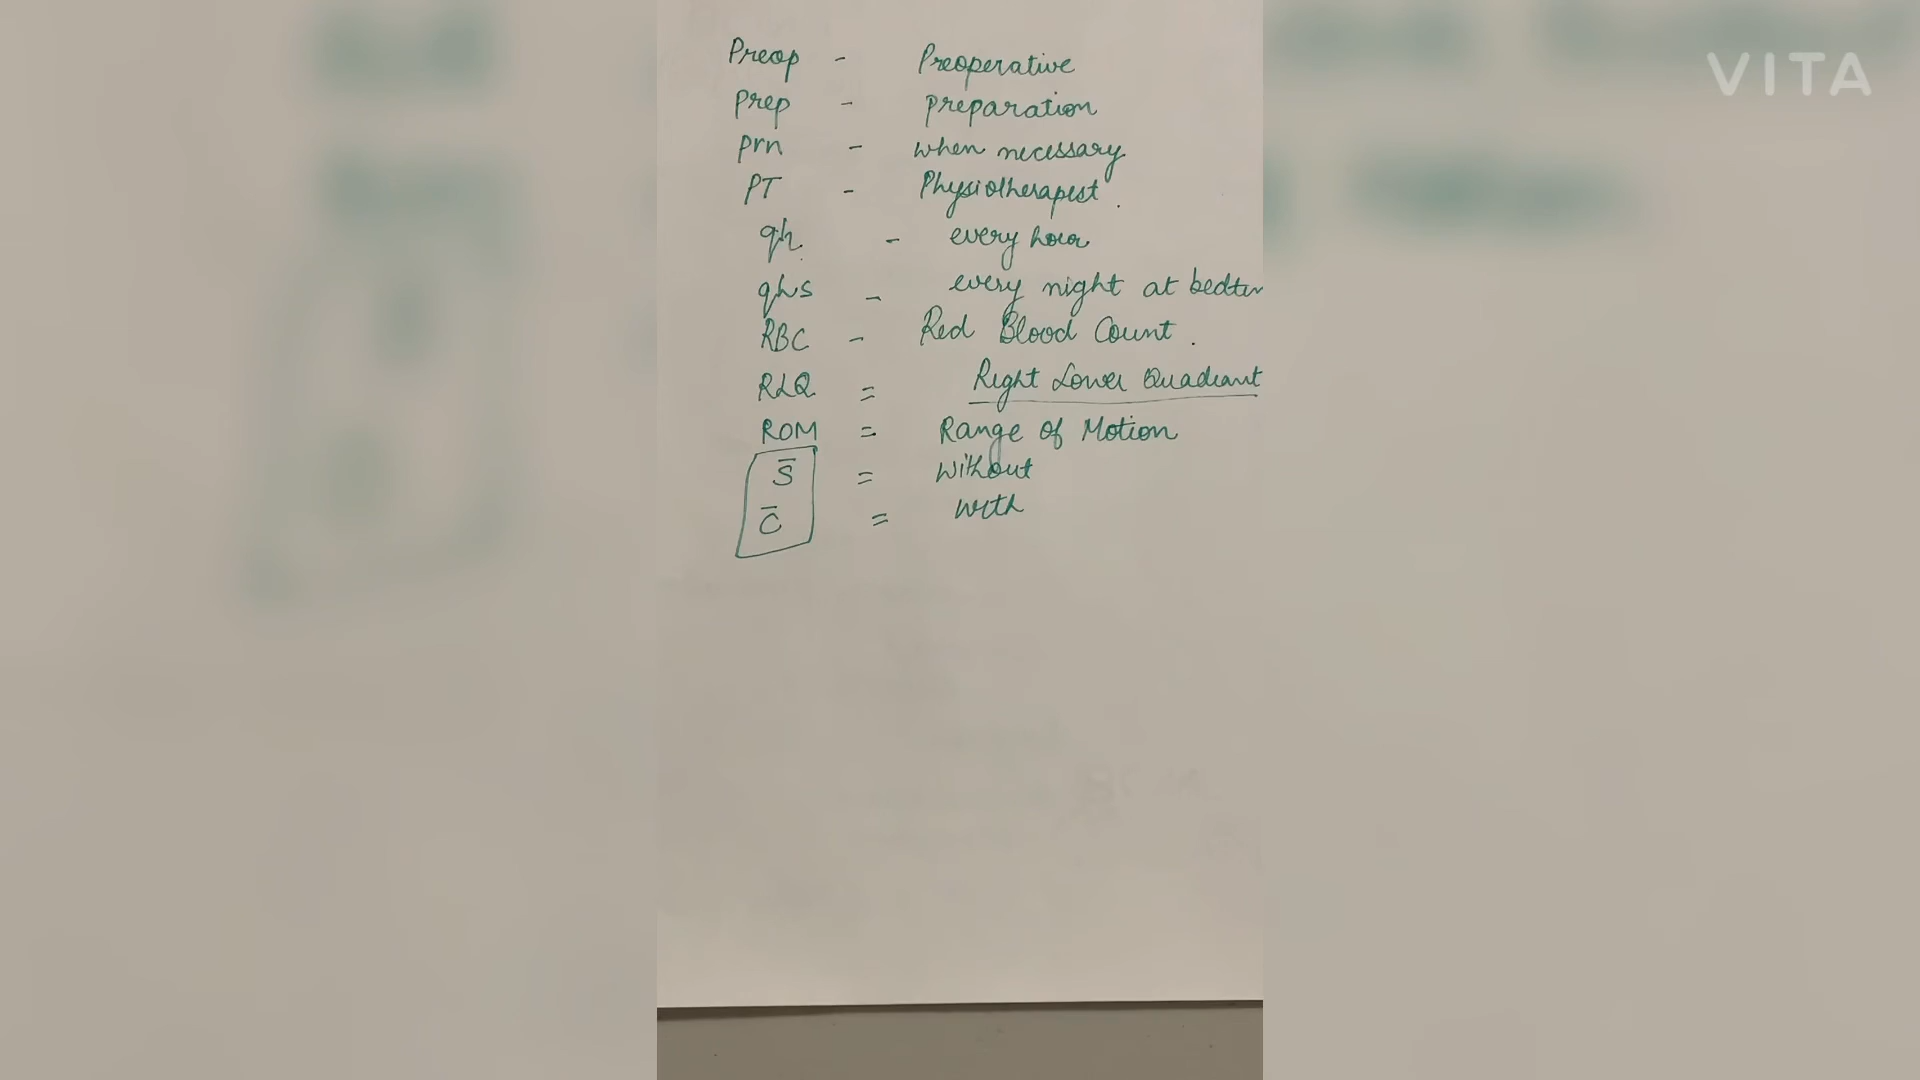 VITA
Preop - Preoperative
Prep - preparation
prn - when necessary
PT - Physiotherapist.
qh - every hour
qhs - every night at bedtim
RBC - Red Blood Count.
RLQ = Right Lower Quadrant
ROM = Range of Motion
S̅ = without
C̅ = with